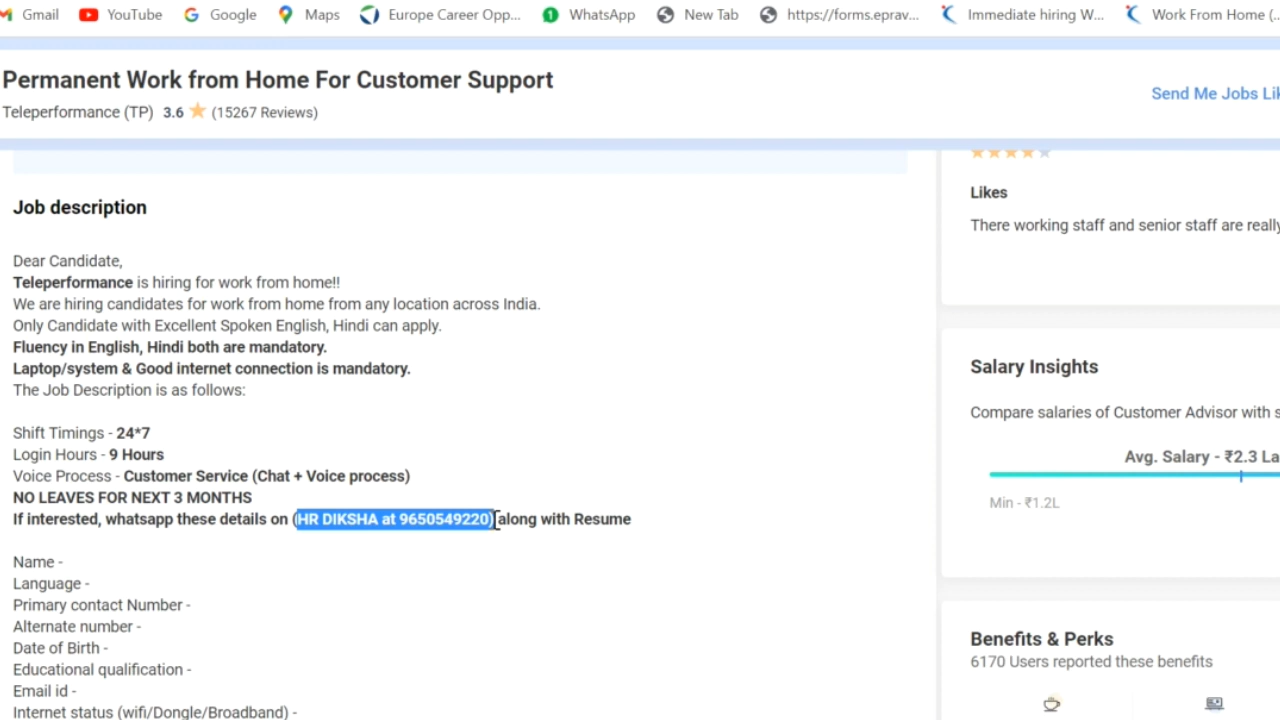 Gmail YouTube Google Maps Europe Career Opp... WhatsApp New Tab https://forms.eprav... Immediate hiring W... Work From Home (...
Permanent Work from Home For Customer Support
Teleperformance (TP) 3.6 (15267 Reviews)
Send Me Jobs Lik
Job description
Dear Candidate,
Teleperformance is hiring for work from home!!
We are hiring candidates for work from home from any location across India.
Only Candidate with Excellent Spoken English, Hindi can apply.
Fluency in English, Hindi both are mandatory.
Laptop/system & Good internet connection is mandatory.
The Job Description is as follows:
Shift Timings - 24*7
Login Hours - 9 Hours
Voice Process - Customer Service (Chat + Voice process)
NO LEAVES FOR NEXT 3 MONTHS
If interested, whatsapp these details on (HR DIKSHA at 9650549220) along with Resume
Name -
Language -
Primary contact Number -
Alternate number -
Date of Birth -
Educational qualification -
Email id -
Internet status (wifi/Dongle/Broadband) -
Likes
There working staff and senior staff are really
Salary Insights
Compare salaries of Customer Advisor with s
Avg. Salary - ₹2.3 La
Min - ₹1.2L
Benefits & Perks
6170 Users reported these benefits